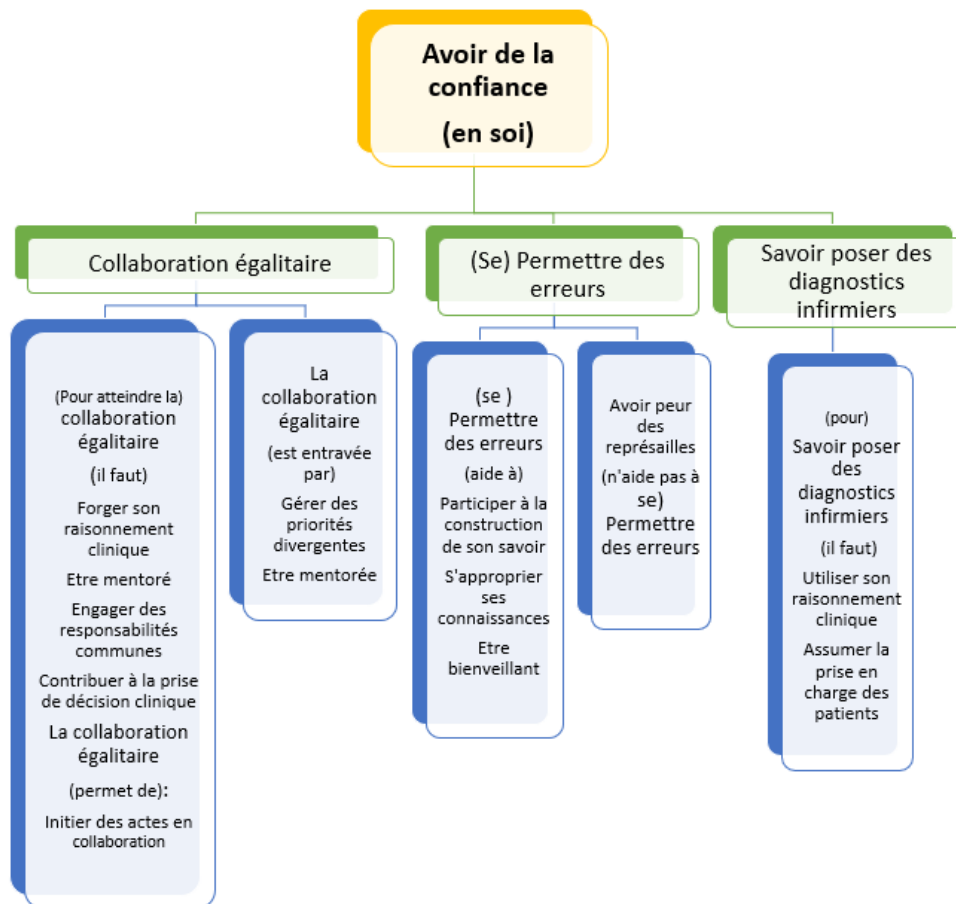 Avoir de la
confiance
(en soi)
Collaboration égalitaire
(Se) Permettre des
erreurs
Savoir poser des
diagnostics
infirmiers
(Pour atteindre la)
collaboration
égalitaire
(il faut)
Forger son
raisonnement
clinique
Etre mentoré
Engager des
responsabilités
communes
Contribuer à la prise
de décision clinique
La collaboration
égalitaire
(permet de):
Initier des actes en
collaboration
La
collaboration
égalitaire
(est entravée
par)
Gérer des
priorités
divergentes
Etre mentorée
(se )
Permettre
des erreurs
(aide à)
Participer à la
construction
de son savoir
S'approprier
ses
connaissances
Etre
bienveillant
Avoir peur
des
représailles
(n'aide pas à
se)
Permettre
des erreurs
(pour)
Savoir poser
des
diagnostics
infirmiers
(il faut)
Utiliser son
raisonnement
clinique
Assumer la
prise en
charge des
patients